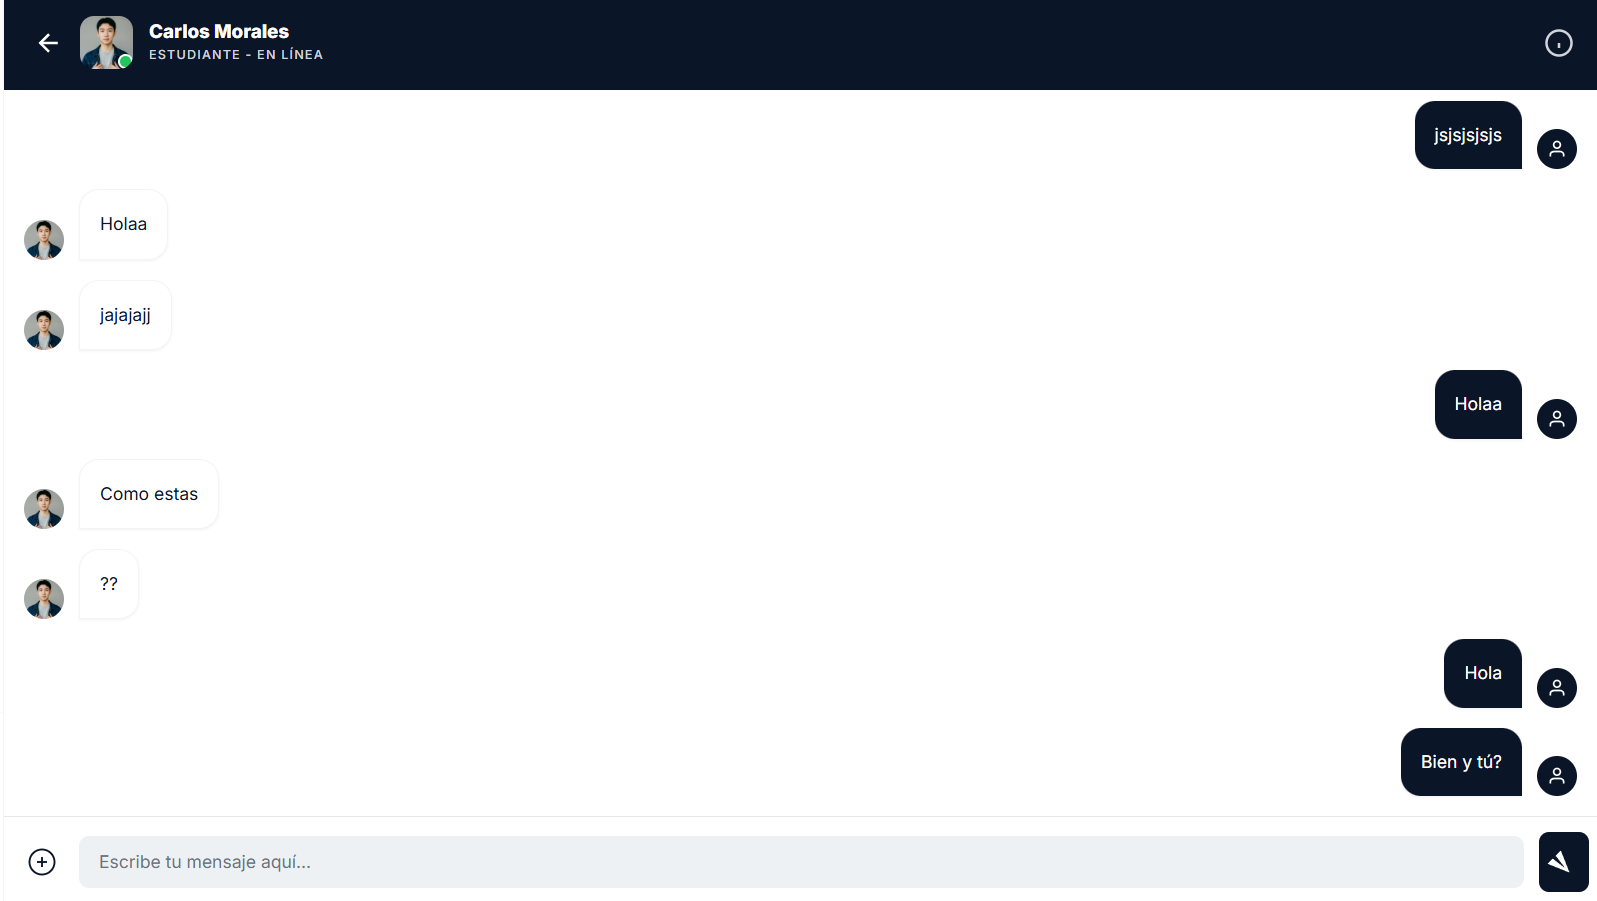 Carlos Morales
ESTUDIANTE - EN LÍNEA
jsjsjsjsjs
Holaa
jajajajj
Holaa
Como estas
??
Hola
Bien y tú?
Escribe tu mensaje aquí...